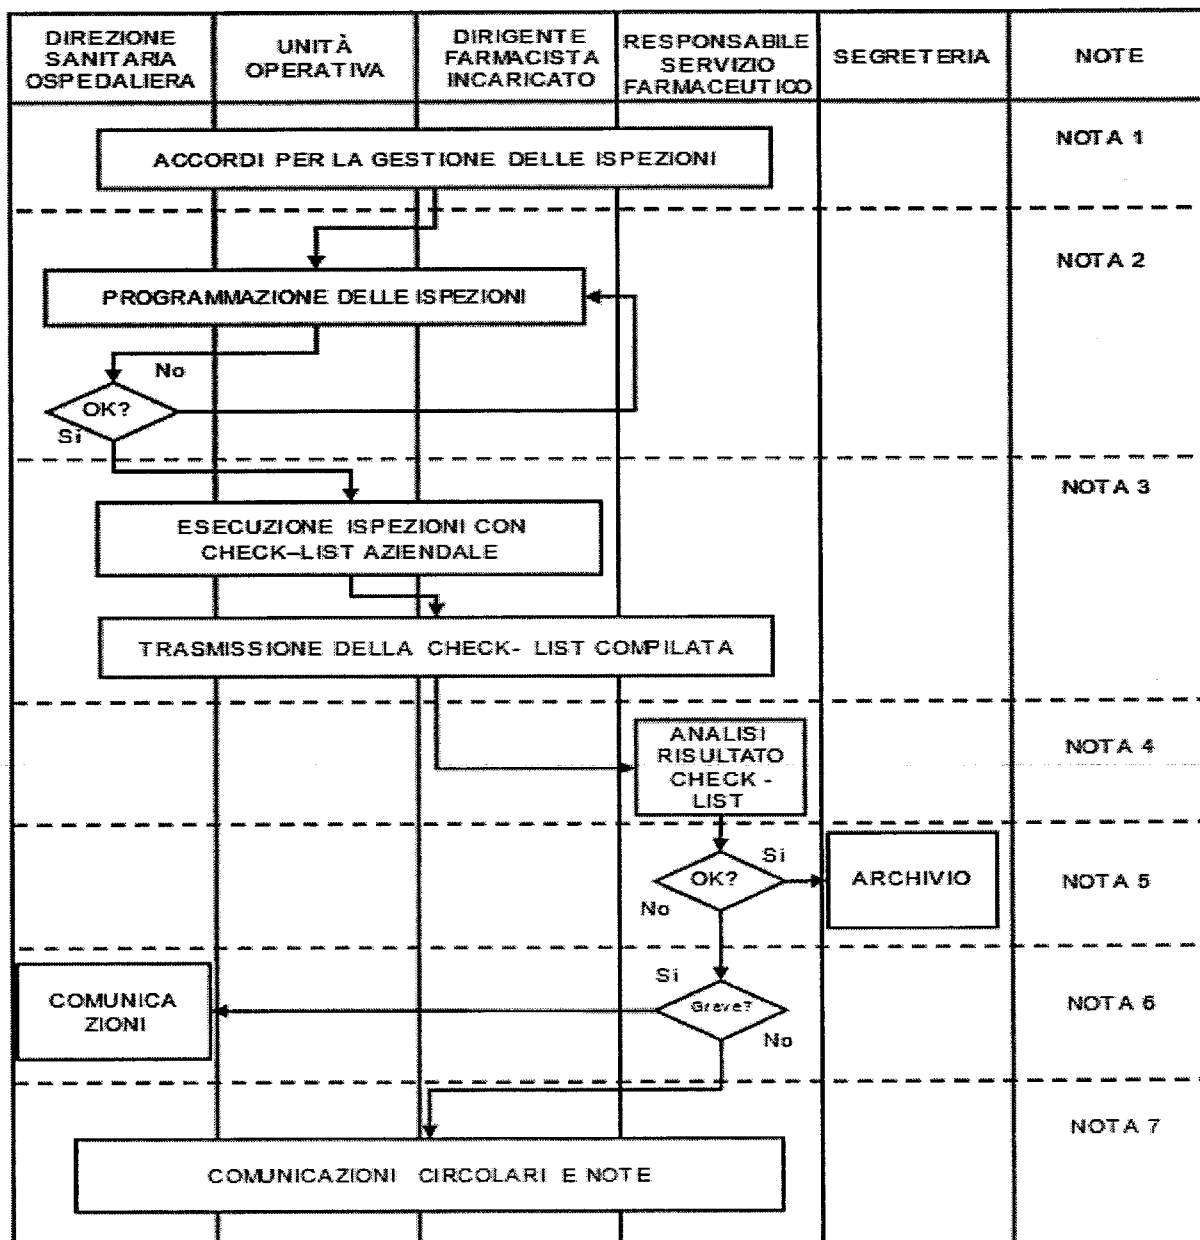 DIREZIONE
SANITARIA
OSPEDALIERA
UNITÀ
OPERATIVA
DIRIGENTE
FARMACISTA
INCARICATO
RESPONSABILE
SERVIZIO
FARMACEUTICO
SEGRETERIA
NOTE
ACCORDI PER LA GESTIONE DELLE ISPEZIONI
NOTA 1
PROGRAMMAZIONE DELLE ISPEZIONI
NOTA 2
No
OK?
Si
ESECUZIONE ISPEZIONI CON
CHECK–LIST AZIENDALE
NOTA 3
TRASMISSIONE DELLA CHECK- LIST COMPILATA
ANALISI
RISULTATO
CHECK -
LIST
NOTA 4
OK?
Si
No
ARCHIVIO
NOTA 5
COMUNICA
ZIONI
Si
Grave?
No
NOTA 6
COMUNICAZIONI CIRCOLARI E NOTE
NOTA 7